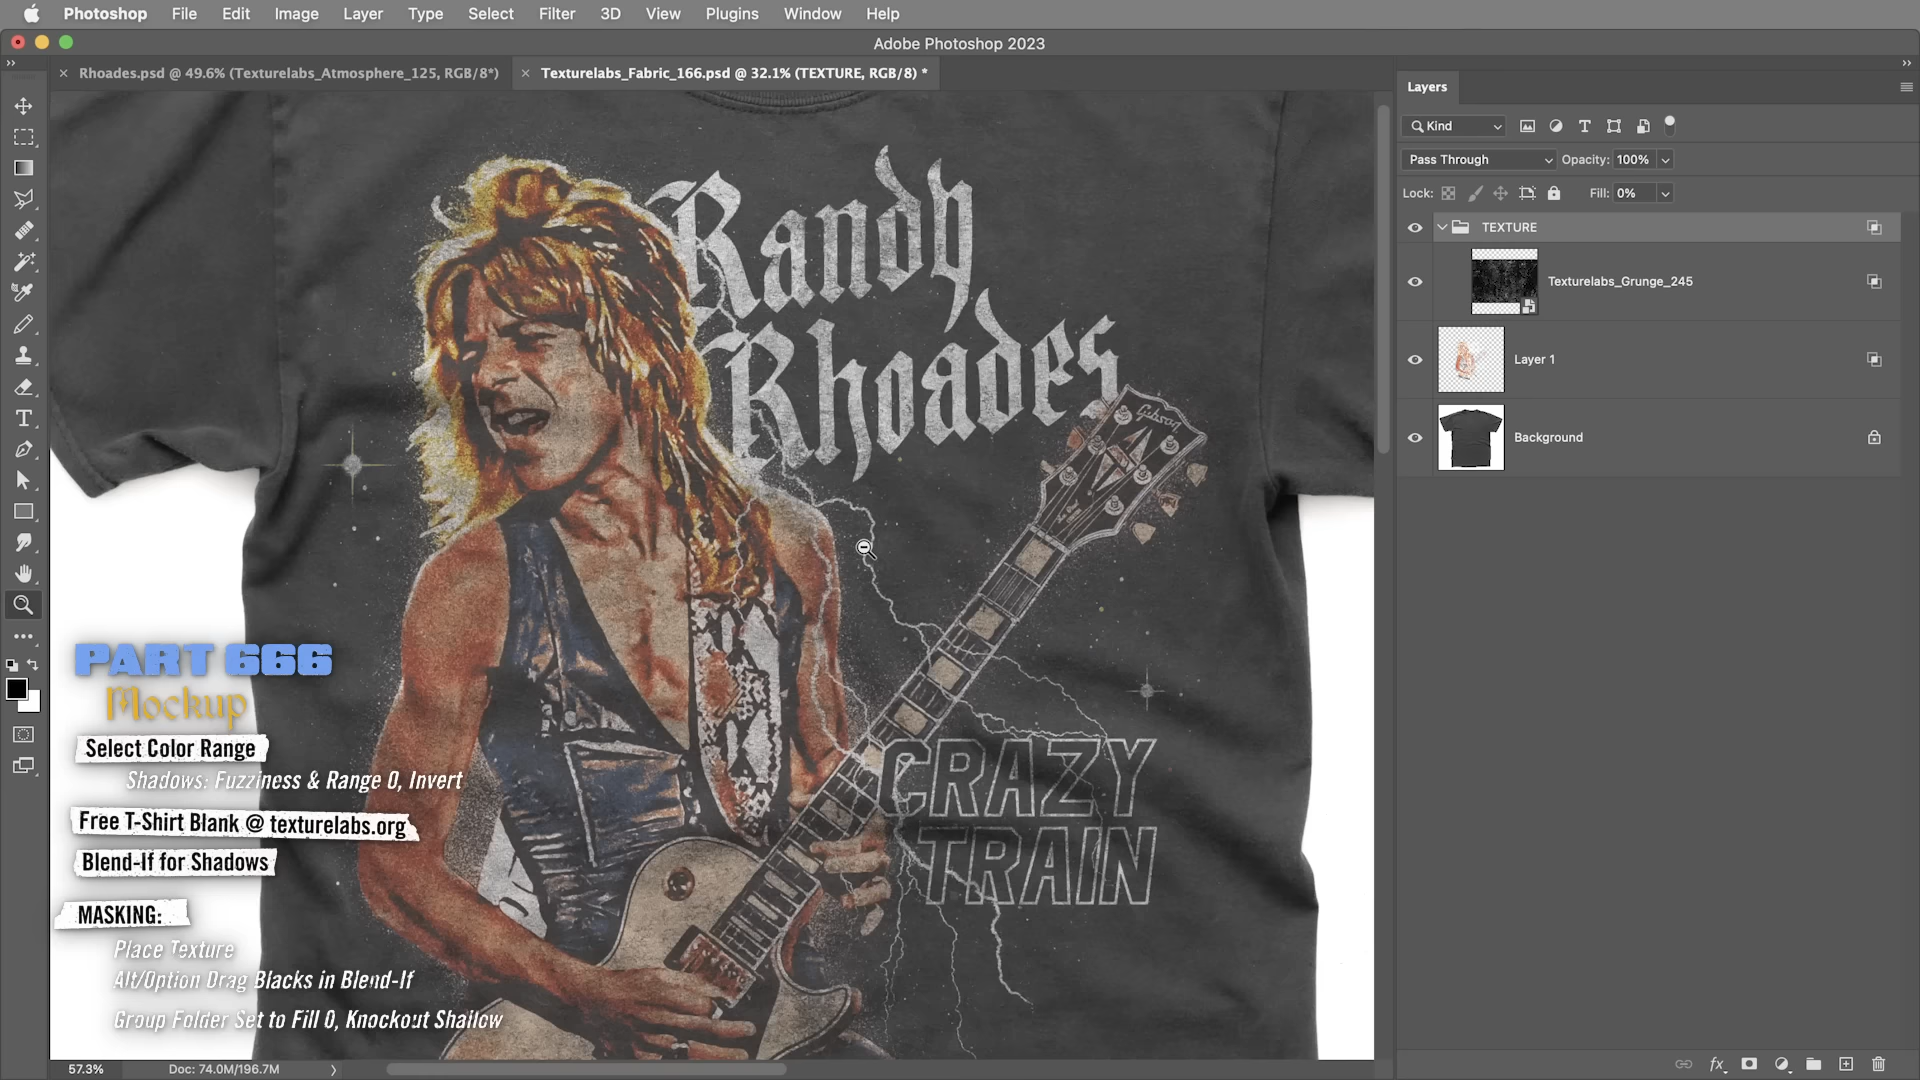 Photoshop File Edit Image Layer Type Select Filter 3D View Plugins Window Help
Adobe Photoshop 2023
Rhoades.psd @ 49.6% (Texturelabs_Atmosphere_125, RGB/8*)
Texturelabs_Fabric_166.psd @ 32.1% (TEXTURE, RGB/8) *
Layers
Kind
Pass Through
Opacity: 100%
Lock:
Fill: 0%
TEXTURE
Texturelabs_Grunge_245
Layer 1
Background
Randy
Rhoades
Gibson
CRAZY
TRAIN
PART 666
Mockup
Select Color Range
Shadows: Fuzziness & Range 0, Invert
Free T-Shirt Blank @ texturelabs.org
Blend-If for Shadows
MASKING:
Place Texture
Alt/Option Drag Blacks in Blend-If
Group Folder Set to Fill 0, Knockout Shallow
57.3%
Doc: 74.0M/196.7M